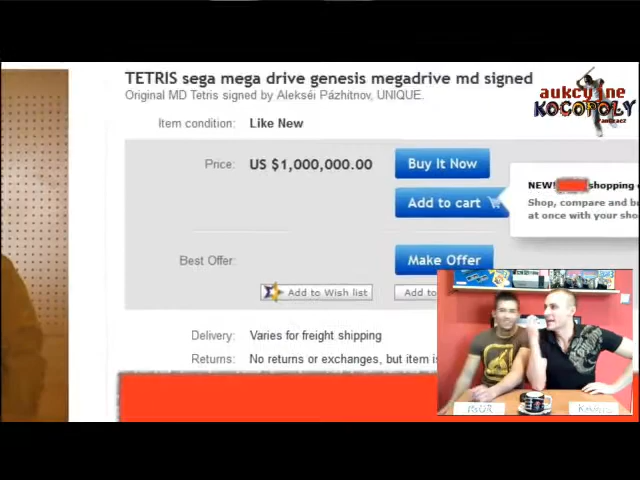 TETRIS sega mega drive genesis megadrive md signed
Original MD Tetris signed by Alekséi Pázhitnov, UNIQUE.
aukcyjne
KOCOPOLY
Item condition: Like New
Price: US $1,000,000.00
Buy It Now
NEW! shopping
Add to cart
Shop, compare and bu
at once with your sho
Best Offer:
Make Offer
Add to Wish list
Add to
Delivery: Varies for freight shipping
Returns: No returns or exchanges, but item is